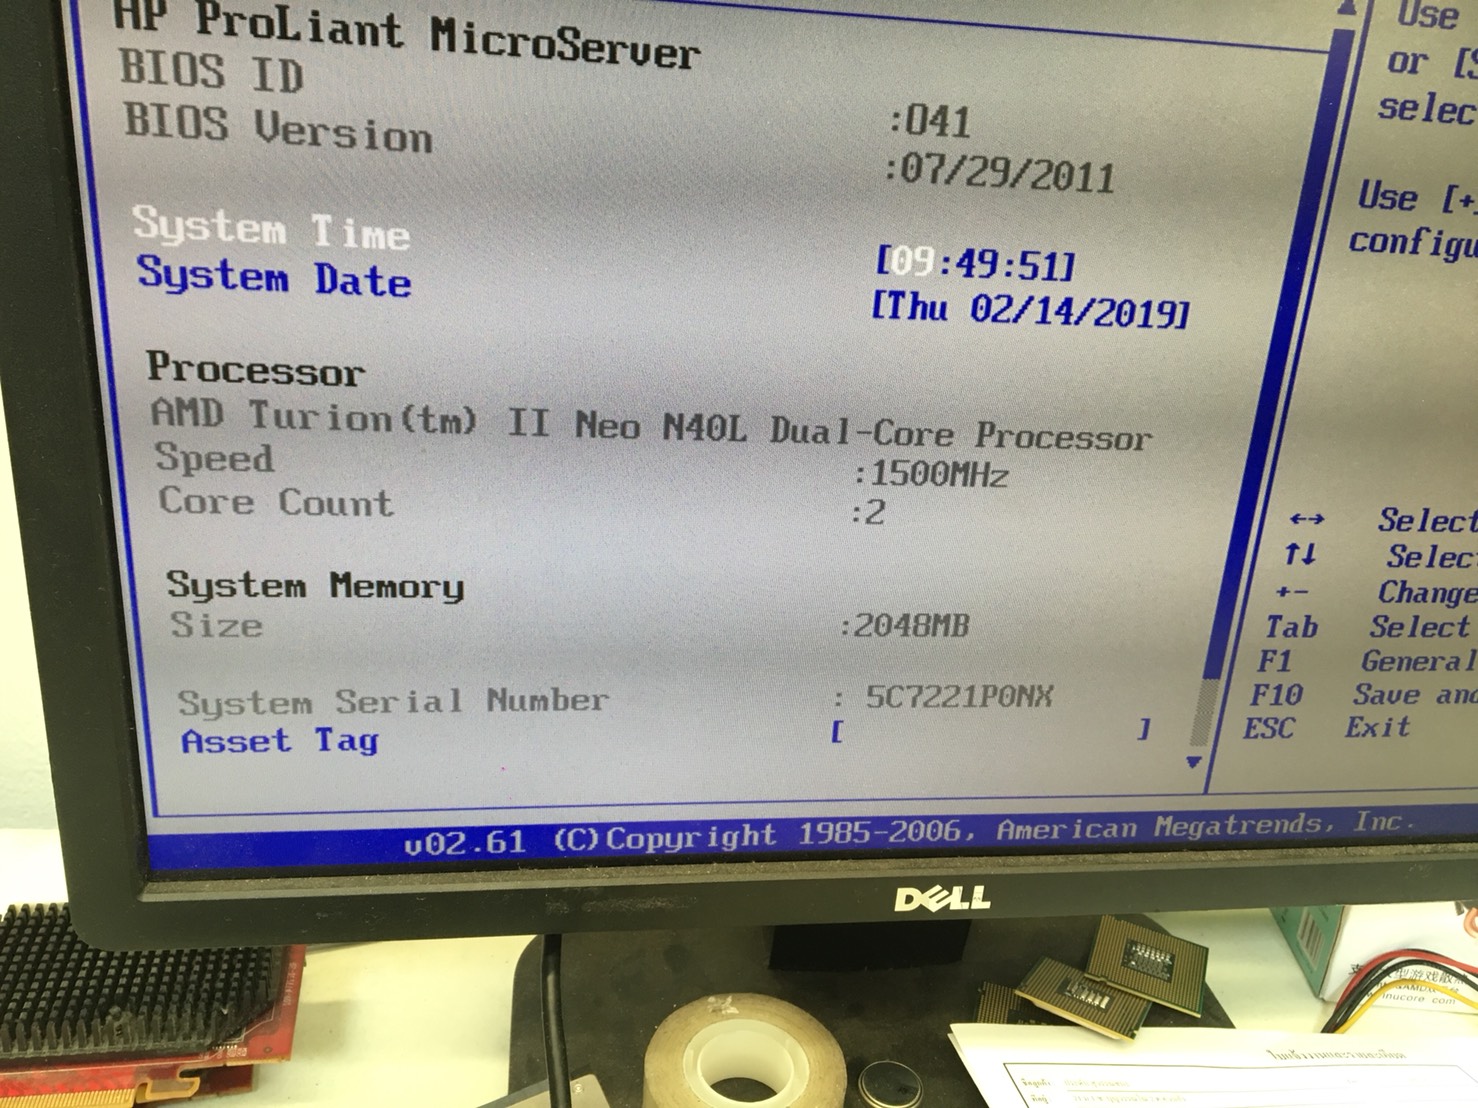 HP ProLiant MicroServer
BIOS ID :O41
BIOS Version :07/29/2011
System Time [09:49:51]
System Date [Thu 02/14/2019]
Processor
AMD Turion(tm) II Neo N40L Dual-Core Processor
Speed :1500MHz
Core Count :2
System Memory
Size :2048MB
System Serial Number : 5C7221P0NX
Asset Tag [ ]
Use
or [S
selec
Use [+
configu
←→ Select
↑↓ Selec
+- Change
Tab Select
F1 General
F10 Save and
ESC Exit
v02.61 (C)Copyright 1985-2006, American Megatrends, Inc.
DELL